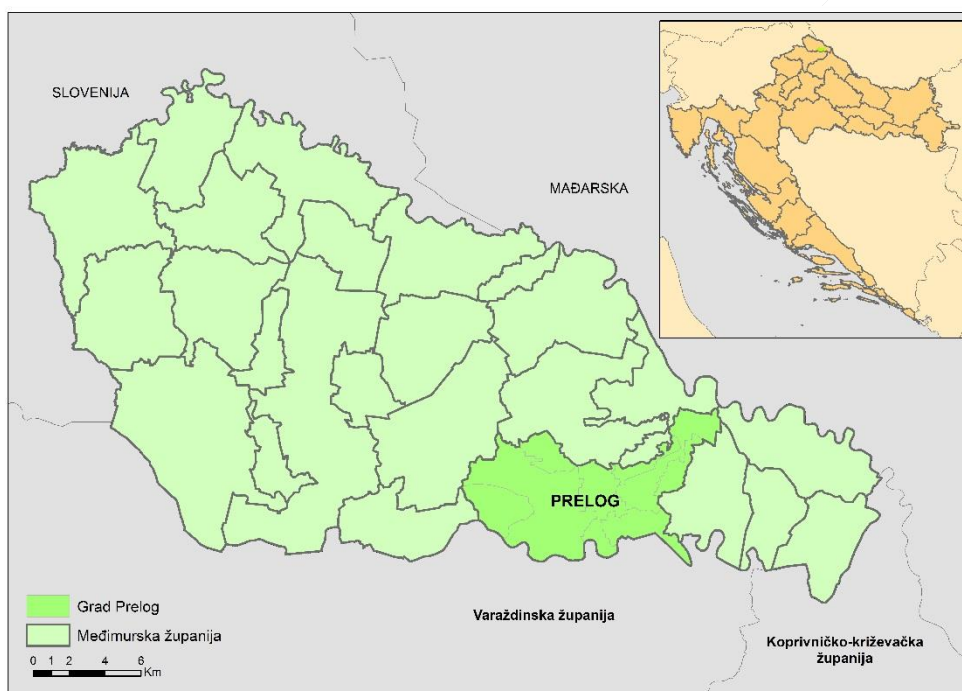 SLOVENIJA
MAĐARSKA
PRELOG
Grad Prelog
Međimurska županija
0 1 2 4 6
Km
Varaždinska županija
Koprivničko-križevačka
županija